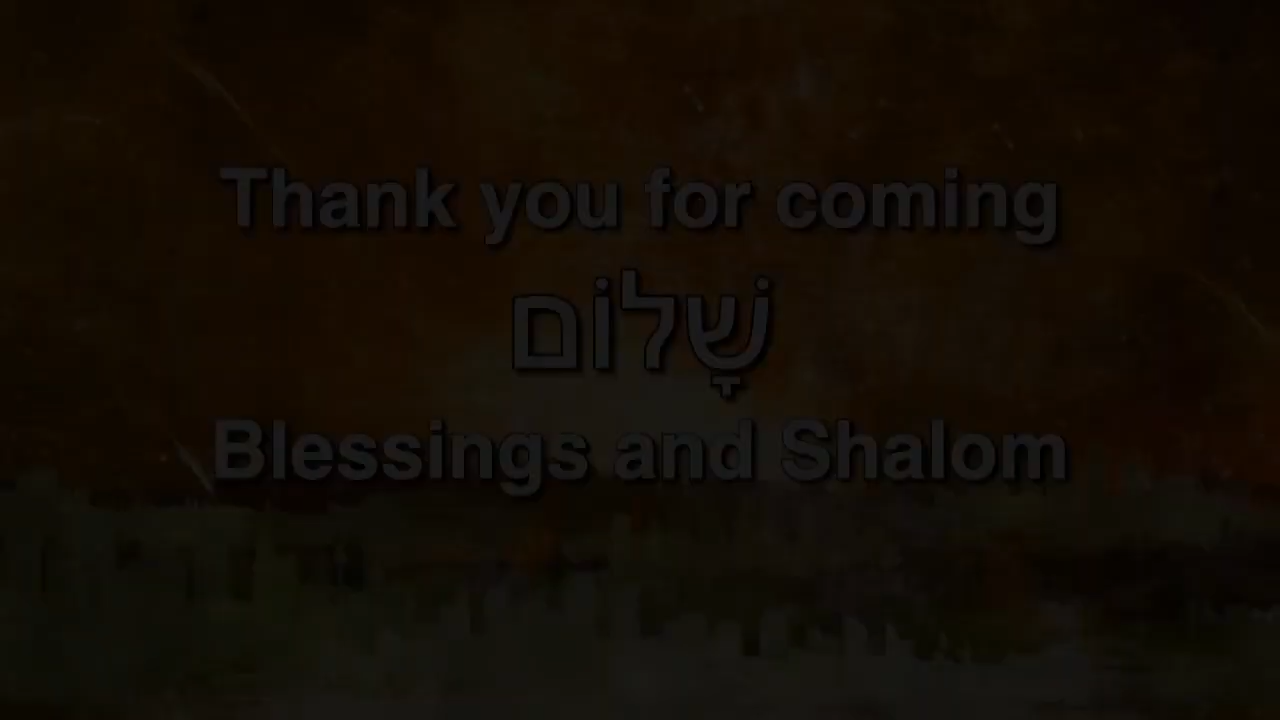 Thank you for coming
שָׁלוֹם
Blessings and Shalom